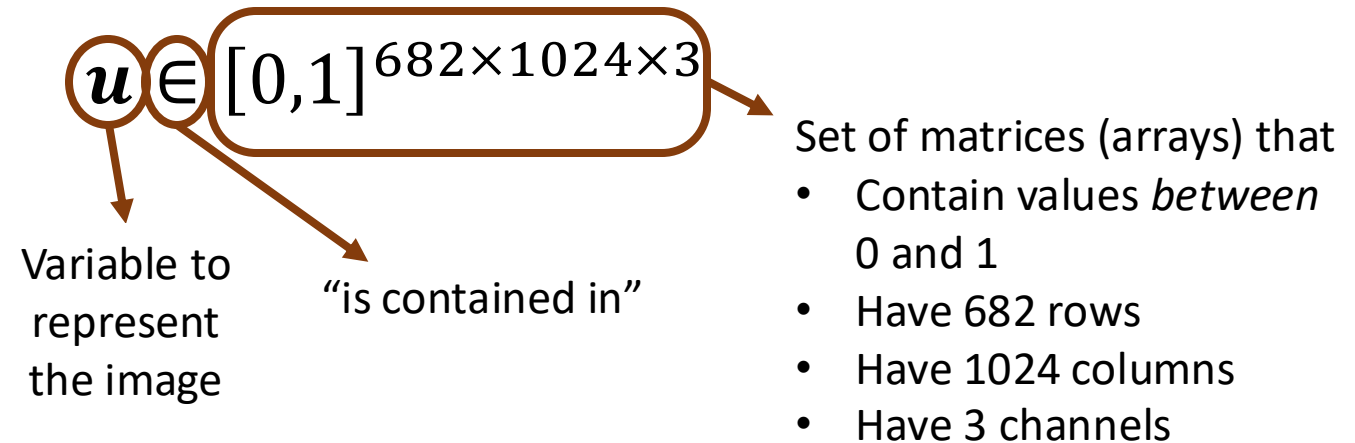 𝒖 ∈ [0,1]^{682×1024×3}
Variable to
represent
the image
“is contained in”
Set of matrices (arrays) that
• Contain values between
0 and 1
• Have 682 rows
• Have 1024 columns
• Have 3 channels